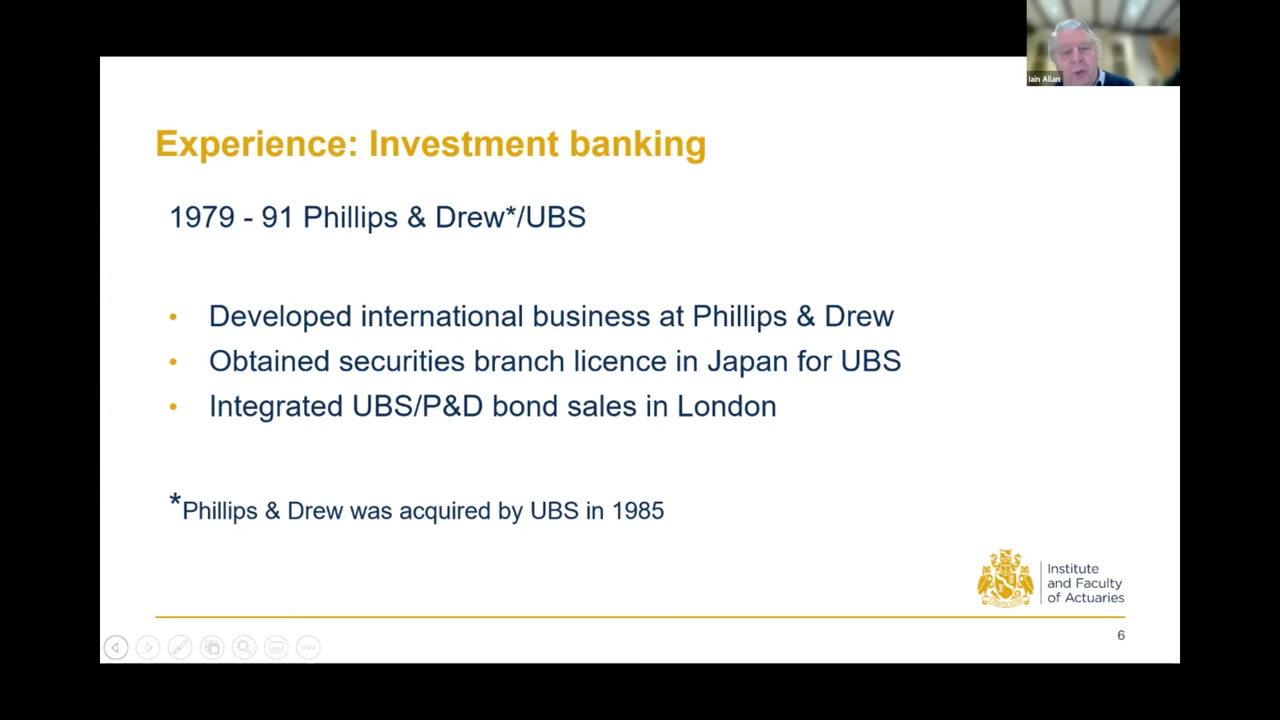 Iain Allan
Experience: Investment banking
1979 - 91 Phillips & Drew*/UBS
• Developed international business at Phillips & Drew
• Obtained securities branch licence in Japan for UBS
• Integrated UBS/P&D bond sales in London
*Phillips & Drew was acquired by UBS in 1985
Institute
and Faculty
of Actuaries
6